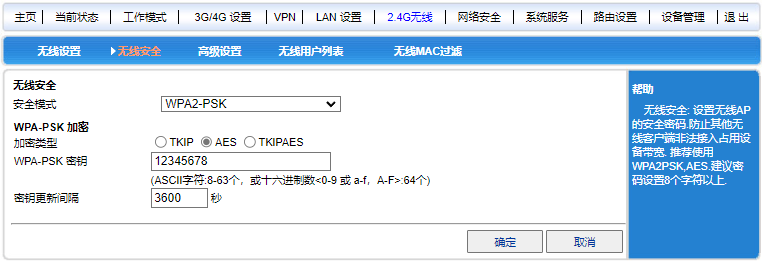 主页 当前状态 工作模式 3G/4G 设置 VPN LAN 设置 2.4G无线 网络安全 系统服务 路由设置 设备管理 退 出
无线设置 无线安全 高级设置 无线用户列表 无线MAC过滤
无线安全
安全模式 WPA2-PSK
WPA-PSK 加密
加密类型 TKIP AES TKIPAES
WPA-PSK 密钥 12345678
(ASCII字符:8-63个，或十六进制数<0-9 或 a-f，A-F>:64个)
密钥更新间隔 3600 秒
确定 取消
帮助
无线安全: 设置无线AP
的安全密码.防止其他无
线客户端非法接入占用设
备带宽. 推荐使用
WPA2PSK,AES.建议密
码设置8个字符以上.